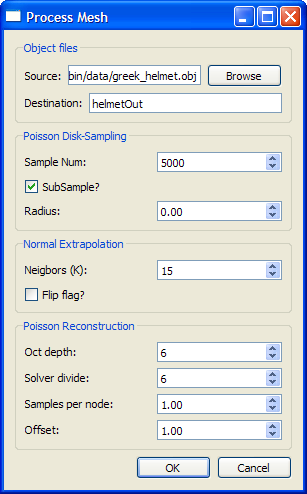 Process Mesh
Object files
Source: bin/data/greek_helmet.obj Browse
Destination: helmetOut
Poisson Disk-Sampling
Sample Num: 5000
SubSample?
Radius: 0.00
Normal Extrapolation
Neigbors (K): 15
Flip flag?
Poisson Reconstruction
Oct depth: 6
Solver divide: 6
Samples per node: 1.00
Offset: 1.00
OK Cancel